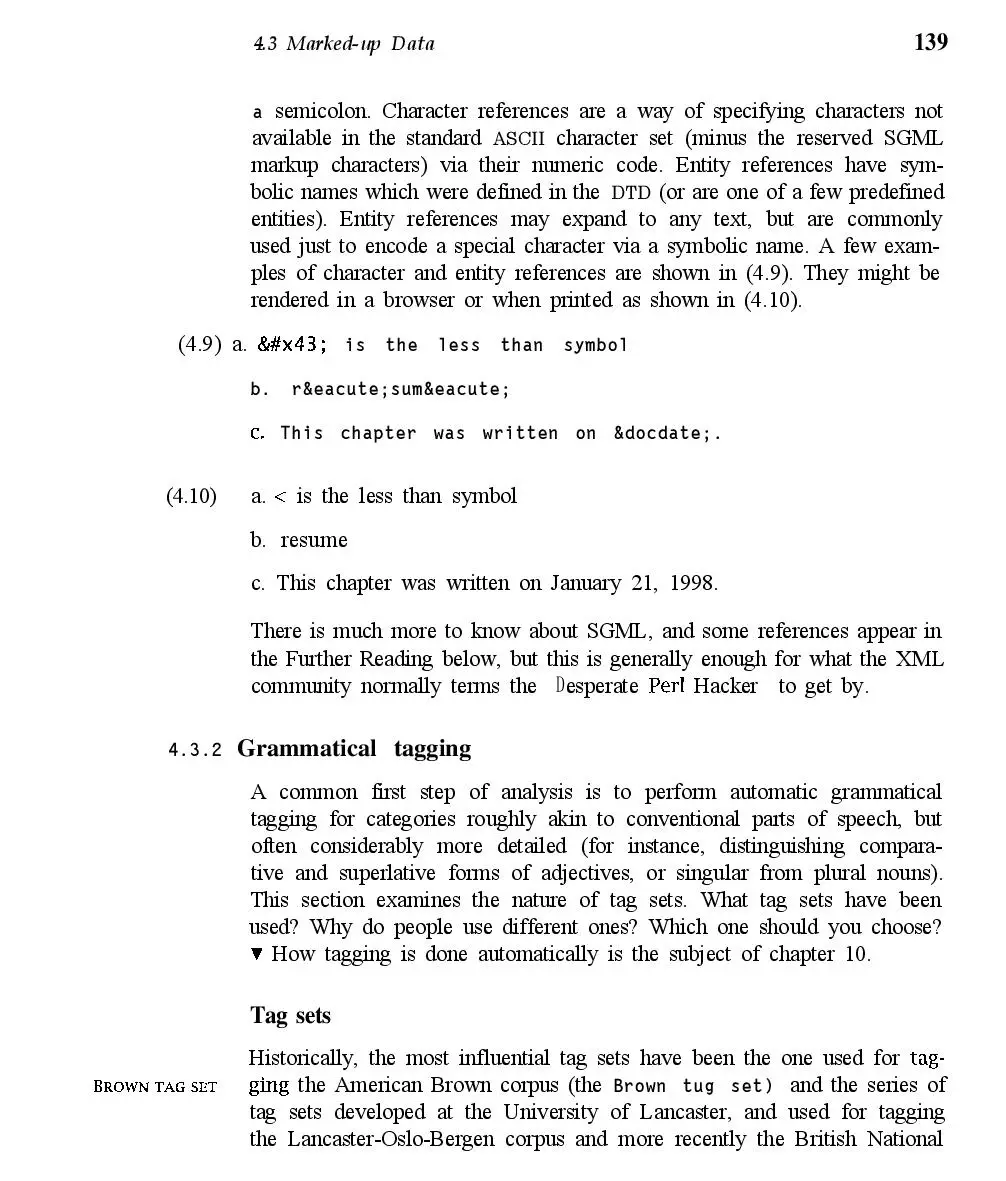 4.3 Marked-up Data 139
a semicolon. Character references are a way of specifying characters not
available in the standard ASCII character set (minus the reserved SGML
markup characters) via their numeric code. Entity references have sym-
bolic names which were defined in the DTD (or are one of a few predefined
entities). Entity references may expand to any text, but are commonly
used just to encode a special character via a symbolic name. A few exam-
ples of character and entity references are shown in (4.9). They might be
rendered in a browser or when printed as shown in (4.10).
(4.9) a. &#x43; is the less than symbol
b. r&eacute;sum&eacute;
c. This chapter was written on &docdate;.
(4.10) a. < is the less than symbol
b. resume
c. This chapter was written on January 21, 1998.
There is much more to know about SGML, and some references appear in
the Further Reading below, but this is generally enough for what the XML
community normally terms the Desperate Perl Hacker to get by.
4.3.2 Grammatical tagging
A common first step of analysis is to perform automatic grammatical
tagging for categories roughly akin to conventional parts of speech, but
often considerably more detailed (for instance, distinguishing compara-
tive and superlative forms of adjectives, or singular from plural nouns).
This section examines the nature of tag sets. What tag sets have been
used? Why do people use different ones? Which one should you choose?
▼ How tagging is done automatically is the subject of chapter 10.
Tag sets
Historically, the most influential tag sets have been the one used for tag-
BROWN TAG SET ging the American Brown corpus (the Brown tug set) and the series of
tag sets developed at the University of Lancaster, and used for tagging
the Lancaster-Oslo-Bergen corpus and more recently the British National